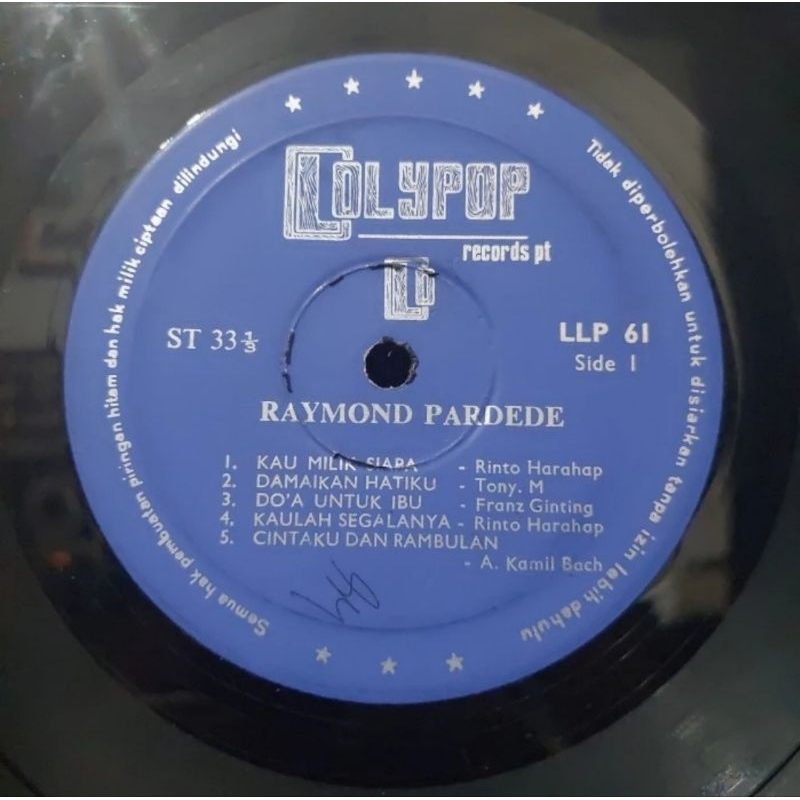 Semua hak pembuatan piringan hitam dan hak milik ciptaan dilindungi
Tidak diperbolehkan untuk disiarkan tanpa izin lebih dahulu
LOLYPOP
records pt
ST 33 1/3
LLP 61
Side 1
RAYMOND PARDEDE
1. KAU MILIK SIAPA - Rinto Harahap
2. DAMAIKAN HATIKU - Tony. M
3. DO'A UNTUK IBU - Franz Ginting
4. KAULAH SEGALANYA - Rinto Harahap
5. CINTAKU DAN RAMBULAN
- A. Kamil Bach